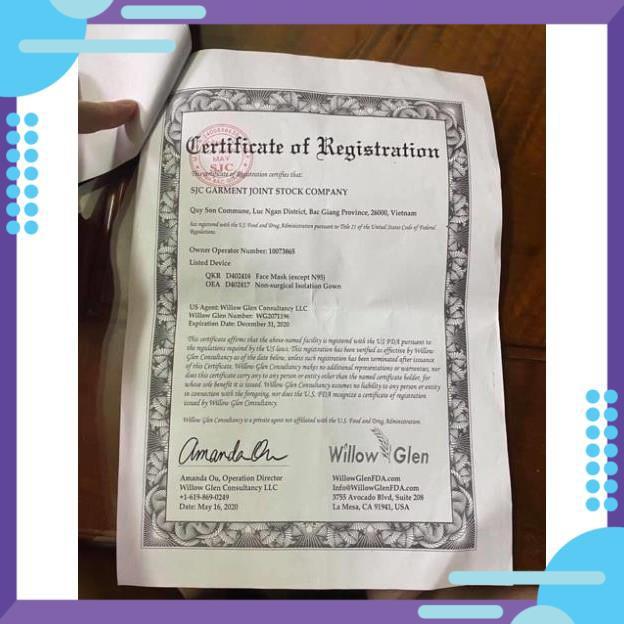 Certificate of Registration
MAY
SJC
This certificate of Registration certifies that:
SJC GARMENT JOINT STOCK COMPANY
Quy Son Commune, Luc Ngan District, Bac Giang Province, 26000, Vietnam
has registered with the U.S Food and Drug Administration pursuant to Title 21 of the United States Code of Federal
Regulations.
Owner Operator Number: 10073865
Listed Device
QKR D402416 Face Mask (except N95)
OEA D402417 Non-surgical Isolation Gown
US Agent: Willow Glen Consultancy LLC
Willow Glen Number: WG2071196
Expiration Date: December 31, 2020
This certificate affirms that the above-named facility is registered with the US FDA pursuant to
the regulations required by the US laws. This registration has been verified as effective by Willow
Glen Consultancy as of the date below, unless such registration has been terminated after issuance
of this Certificate. Willow Glen Consultancy makes no additional representations or warranties, nor
does this certificate carry any to any person or entity other than the named certificate holder, for
whose sole benefit it is issued. Willow Glen Consultancy assumes no liability to any person or entity
in connection with the foregoing, nor does the U.S. FDA recognize a certificate of registration
issued by Willow Glen Consultancy.
Willow Glen Consultancy is a private agent not affiliated with the U.S. Food and Drug Administration.
Amanda Ou
Willow Glen
Amanda Ou, Operation Director
Willow Glen Consultancy LLC
+1-619-869-0249
Date: May 16, 2020
WillowGlenFDA.com
Info@WillowGlenFDA.com
3755 Avocado Blvd, Suite 208
La Mesa, CA 91941, USA